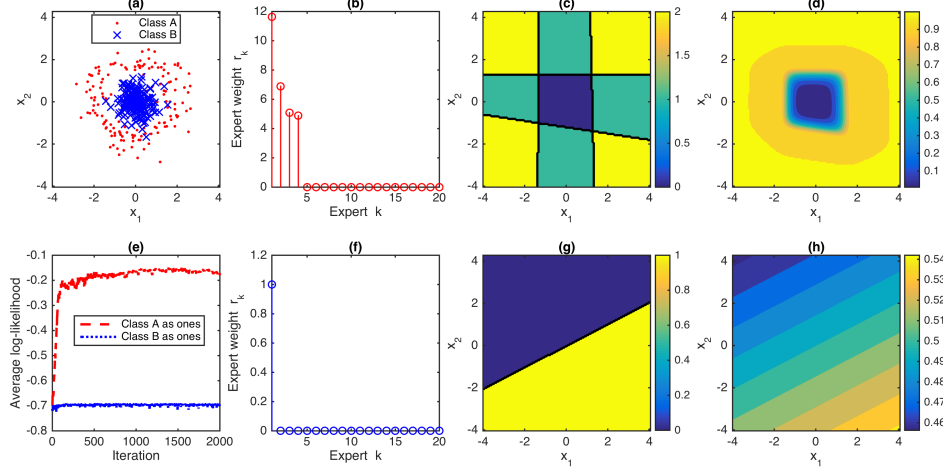 (a)
Class A
Class B
x2
4
2
0
-2
-4
-4 -2 0 2 4
x1
(b)
Expert weight rk
12
10
8
6
4
2
0
5 10 15 20
Expert k
(c)
x2
4
2
0
-2
-4
-4 -2 0 2 4
x1
2
1.5
1
0.5
0
(d)
x2
4
2
0
-2
-4
-4 -2 0 2 4
x1
0.9
0.8
0.7
0.6
0.5
0.4
0.3
0.2
0.1
(e)
Average log-likelihood
-0.1
-0.2
-0.3
-0.4
-0.5
-0.6
-0.7
-0.8
Class A as ones
Class B as ones
0 500 1000 1500 2000
Iteration
(f)
Expert weight rk
1.2
1
0.8
0.6
0.4
0.2
0
5 10 15 20
Expert k
(g)
x2
4
2
0
-2
-4
-4 -2 0 2 4
x1
1
0.8
0.6
0.4
0.2
0
(h)
x2
4
2
0
-2
-4
-4 -2 0 2 4
x1
0.54
0.53
0.52
0.51
0.5
0.49
0.48
0.47
0.46